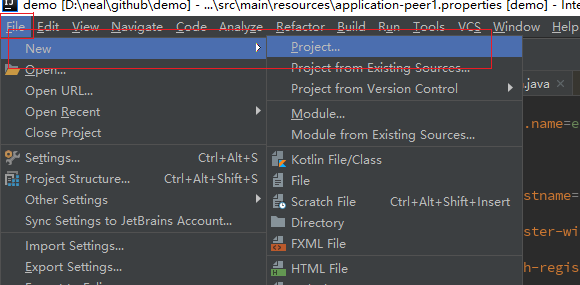 demo [D:\neal\github\demo] - ...\src\main\resources\application-peer1.properties [demo] - Inte
File Edit View Navigate Code Analyze Refactor Build Run Tools VCS Window Help
New
Open...
Open URL...
Open Recent
Close Project
Settings... Ctrl+Alt+S
Project Structure... Ctrl+Alt+Shift+S
Other Settings
Sync Settings to JetBrains Account...
Import Settings...
Export Settings...
Project...
Project from Existing Sources...
Project from Version Control
Module...
Module from Existing Sources...
Kotlin File/Class
File
Scratch File Ctrl+Alt+Shift+Insert
Directory
FXML File
HTML File
.java
.name=e
stname=
ster-wi
h-regis